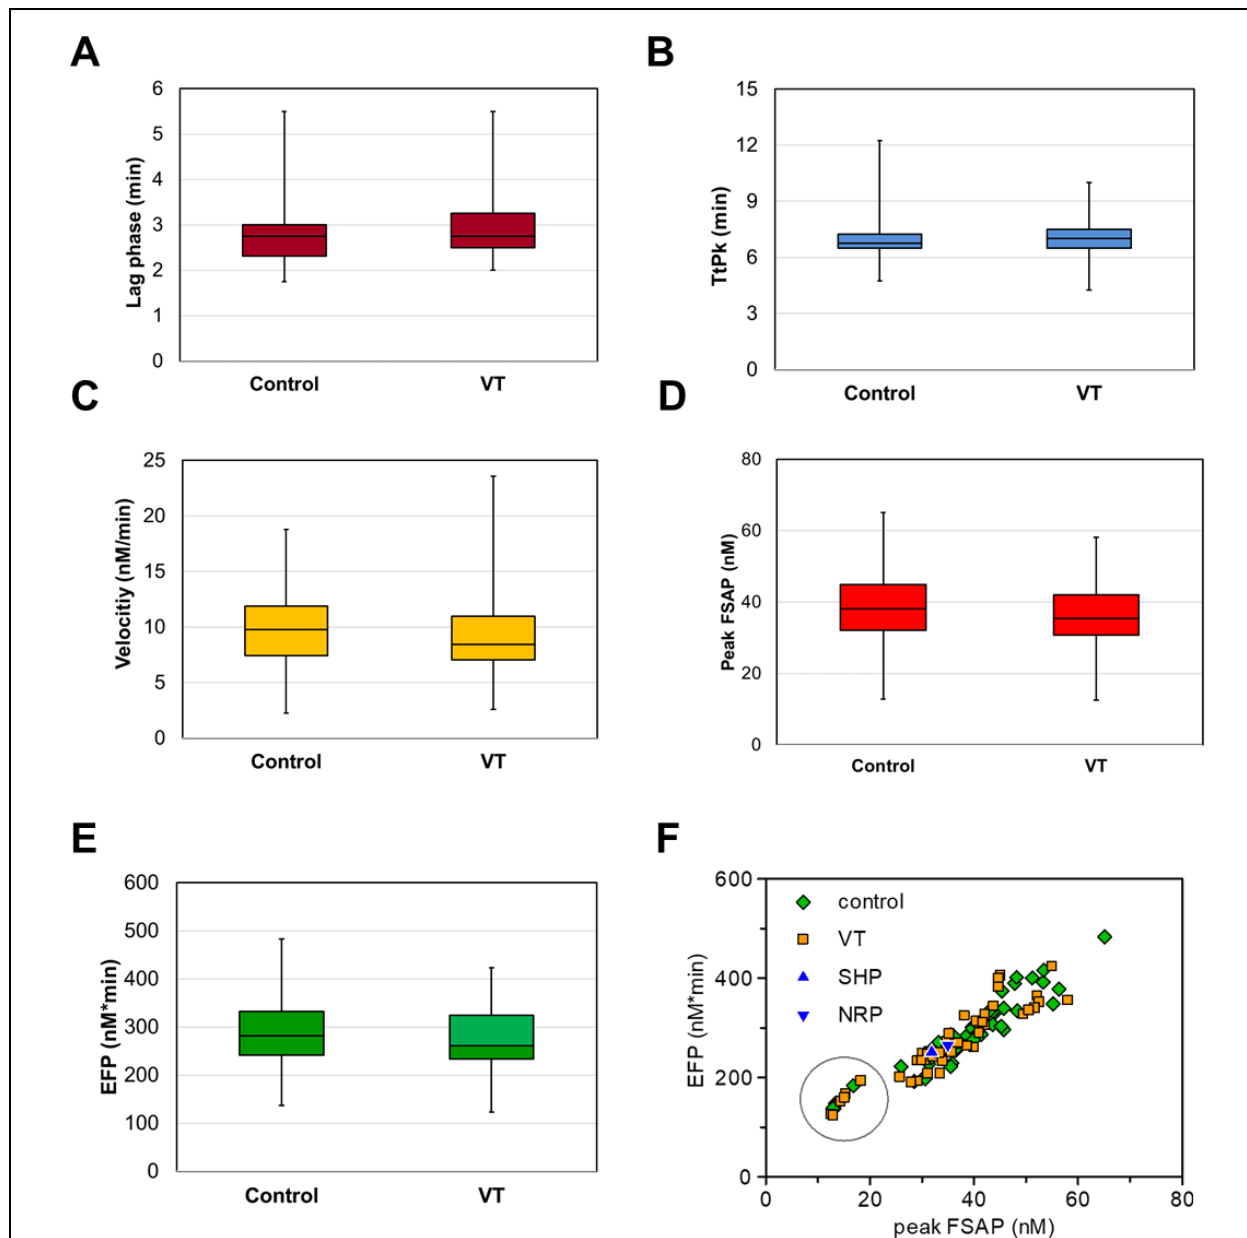 A
Lag phase (min)
6
5
4
3
2
1
0
Control VT
B
TtPk (min)
15
12
9
6
3
0
Control VT
C
Velocitiy (nM/min)
25
20
15
10
5
0
Control VT
D
Peak FSAP (nM)
80
60
40
20
0
Control VT
E
EFP (nM*min)
600
500
400
300
200
100
0
Control VT
F
EFP (nM*min)
600
400
200
0
control
VT
SHP
NRP
0 20 40 60 80
peak FSAP (nM)